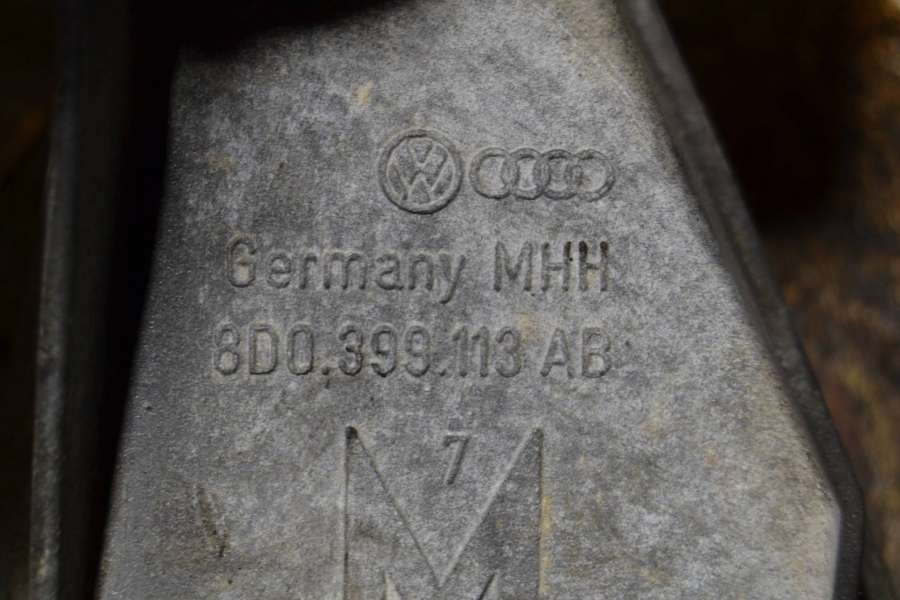 Germany MHH
8D0.399.113 AB
7
M